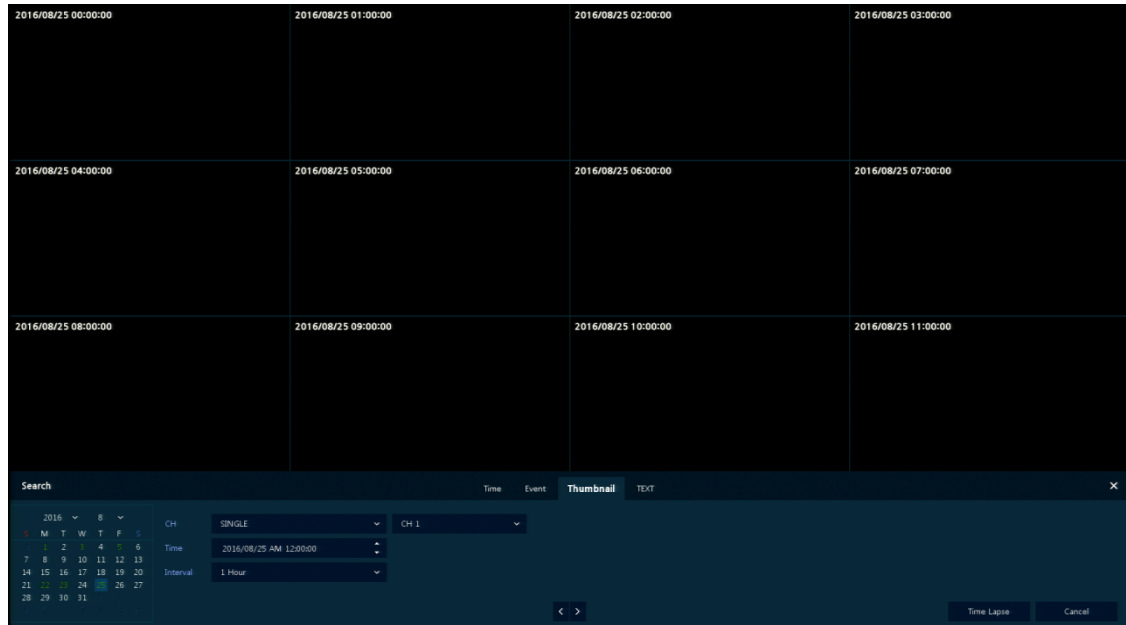 2016/08/25 00:00:00 2016/08/25 01:00:00 2016/08/25 02:00:00 2016/08/25 03:00:00
2016/08/25 04:00:00 2016/08/25 05:00:00 2016/08/25 06:00:00 2016/08/25 07:00:00
2016/08/25 08:00:00 2016/08/25 09:00:00 2016/08/25 10:00:00 2016/08/25 11:00:00
Search Time Event Thumbnail TEXT
2016 8
S M T W T F S
1 2 3 4 5 6
7 8 9 10 11 12 13
14 15 16 17 18 19 20
21 22 23 24 25 26 27
28 29 30 31
CH SINGLE CH 1
Time 2016/08/25 AM 12:00:00
Interval 1 Hour
Time Lapse Cancel